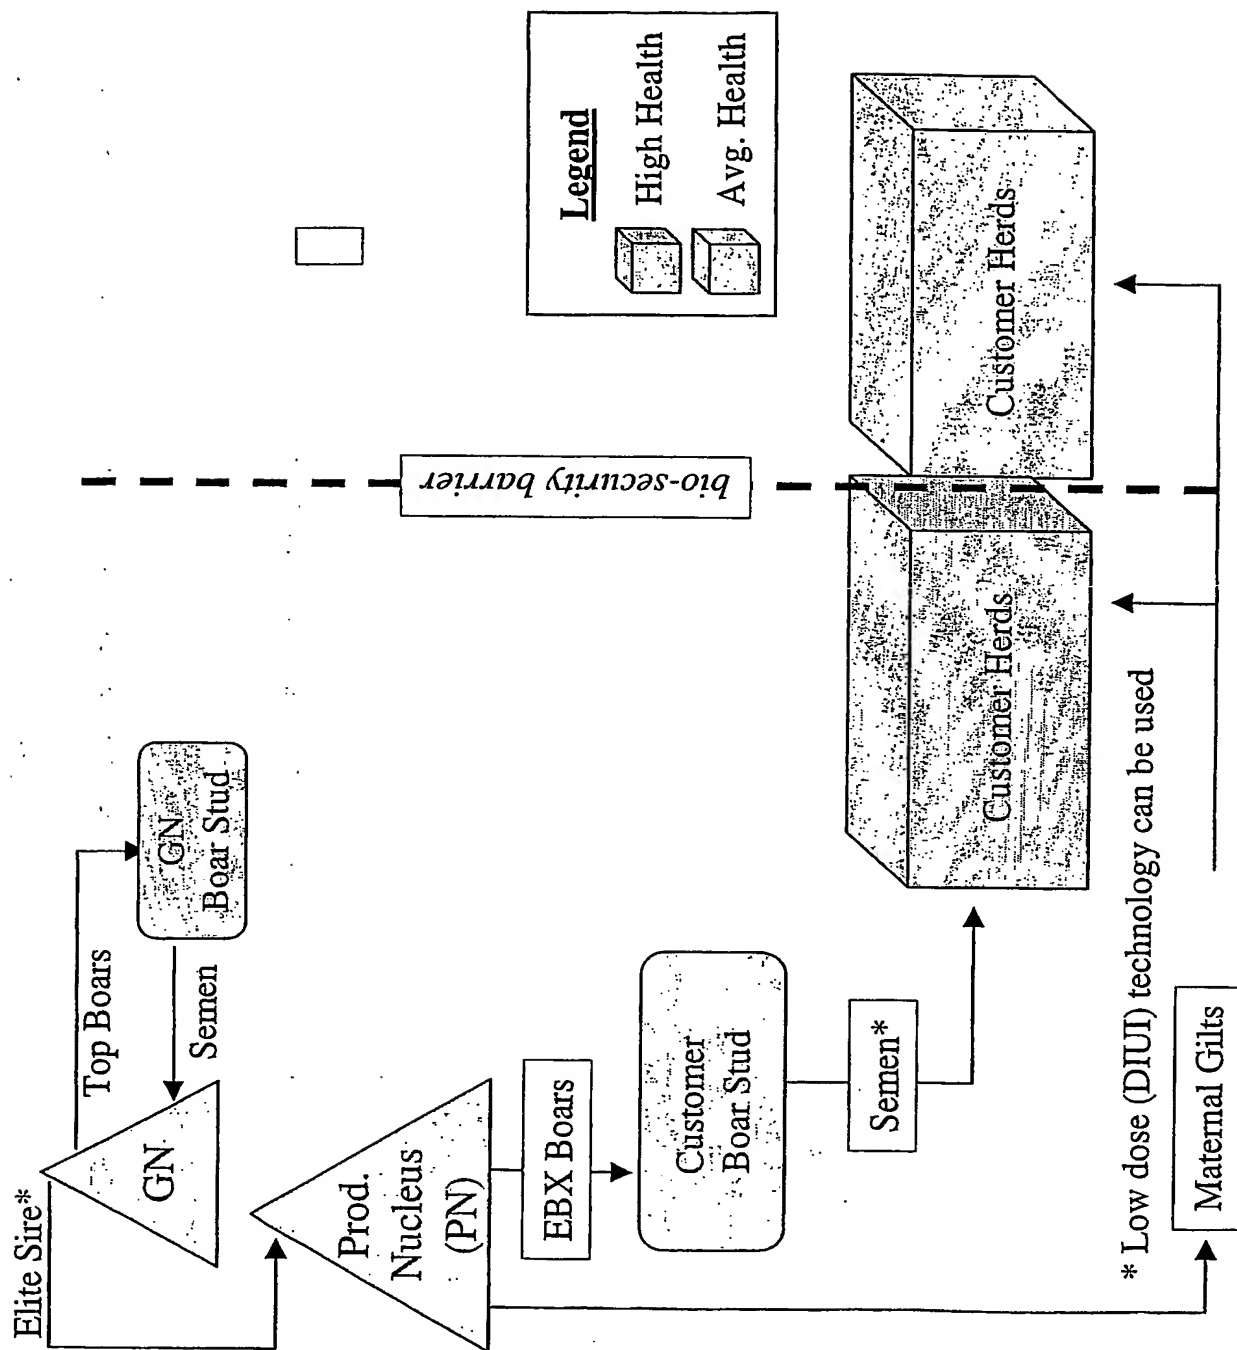 Elite Sire*
Top Boars
GN
Semen
GN
Boar Stud
Prod.
Nucleus
(PN)
EBX Boars
Customer
Boar Stud
Semen*
bio-security barrier
Legend
High Health
Avg. Health
Customer Herds
Customer Herds
* Low dose (DIUI) technology can be used
Maternal Gilts